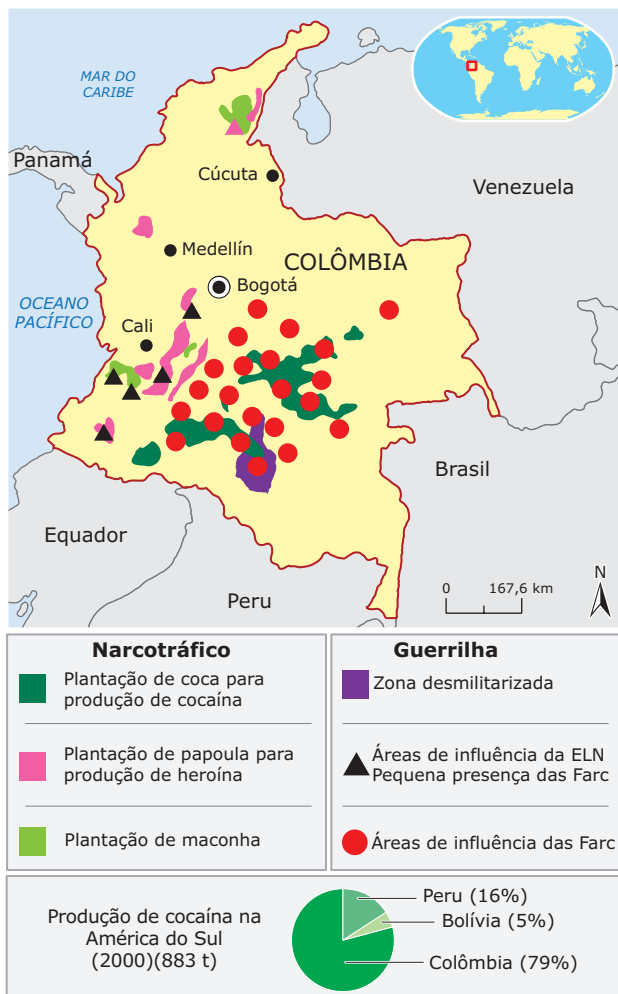 MAR DO
CARIBE
Panamá
Cúcuta
Venezuela
Medellín
COLÔMBIA
Bogotá
OCEANO
PACÍFICO
Cali
Brasil
Equador
Peru
0 167,6 km
N
Narcotráfico
Plantação de coca para
produção de cocaína
Plantação de papoula para
produção de heroína
Plantação de maconha
Guerrilha
Zona desmilitarizada
Áreas de influência da ELN
Pequena presença das Farc
Áreas de influência das Farc
Produção de cocaína na
América do Sul
(2000)(883 t)
Peru (16%)
Bolívia (5%)
Colômbia (79%)